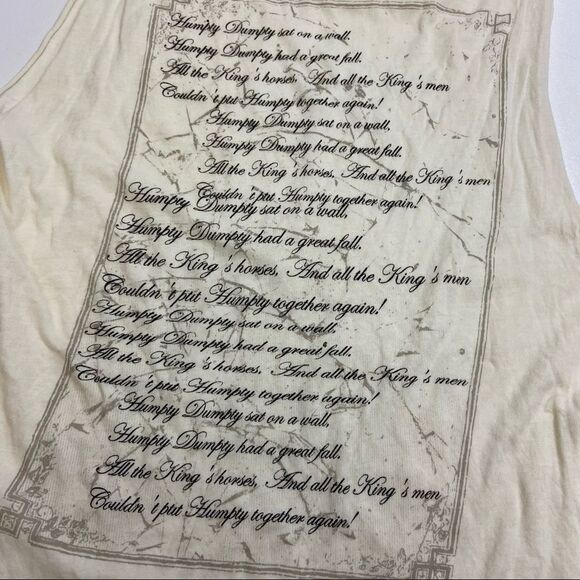 Humpty Dumpty sat on a wall.
Humpty Dumpty had a great fall.
All the King's horses, And all the King's men
Couldn't put Humpty together again!
Humpty Dumpty sat on a wall,
Humpty Dumpty had a great fall.
All the King's horses, And all the King's men
Couldn't put Humpty together again!
Humpty Dumpty sat on a wall,
Humpty Dumpty had a great fall.
All the King's horses, And all the King's men
Couldn't put Humpty together again!
Humpty Dumpty sat on a wall,
Humpty Dumpty had a great fall.
All the King's horses, And all the King's men
Couldn't put Humpty together again!
Humpty Dumpty sat on a wall,
Humpty Dumpty had a great fall.
All the King's horses, And all the King's men
Couldn't put Humpty together again!